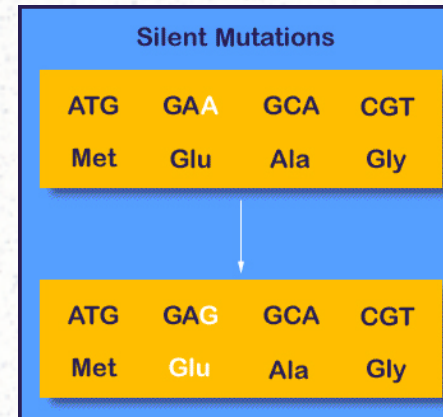 Silent Mutations
ATG GAA GCA CGT
Met Glu Ala Gly
ATG GAG GCA CGT
Met Glu Ala Gly